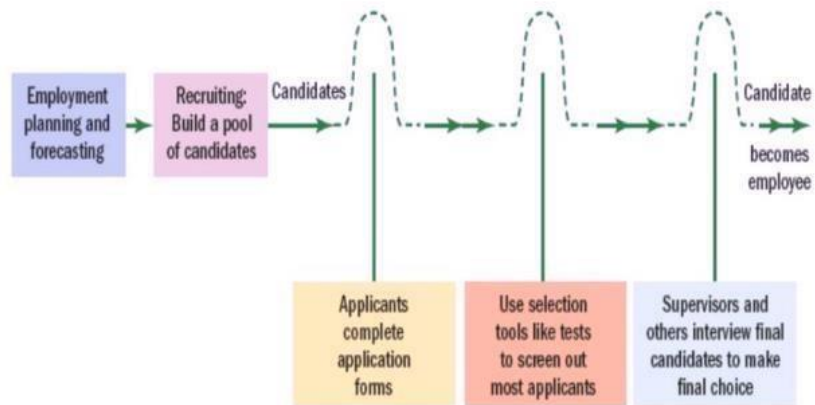 Employment
planning and
forecasting
Recruiting:
Build a pool
of candidates
Candidates
Candidate
becomes
employee
Applicants
complete
application
forms
Use selection
tools like tests
to screen out
most applicants
Supervisors and
others interview final
candidates to make
final choice